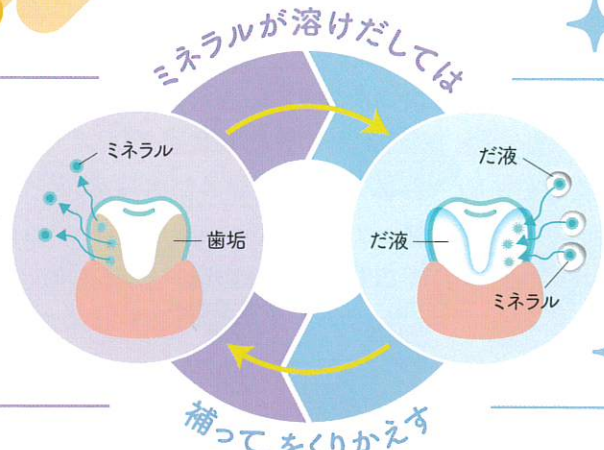 ミネラルが溶けだしては
ミネラル
歯垢
だ液
だ液
ミネラル
補って をくりかえす